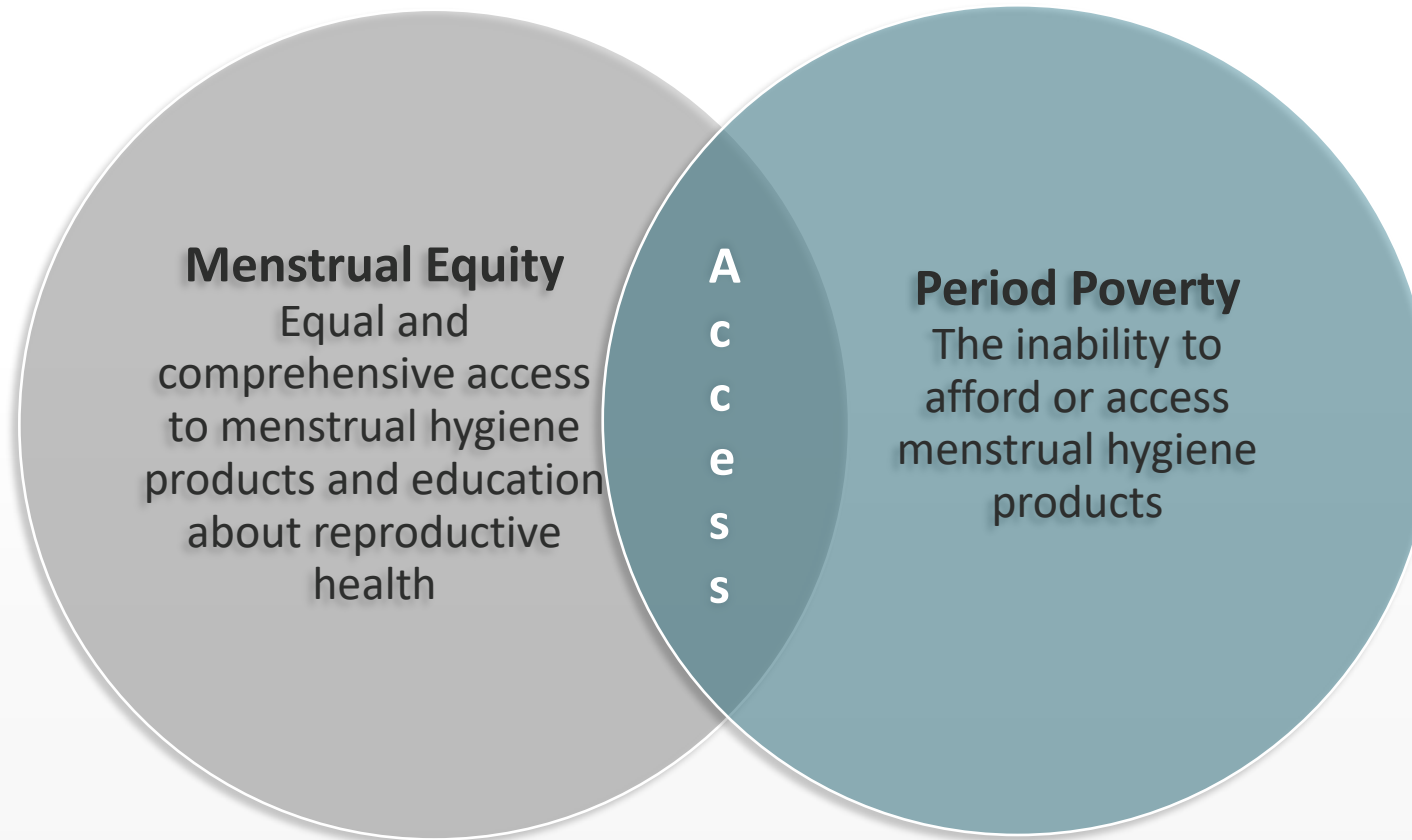 Menstrual Equity
Equal and
comprehensive access
to menstrual hygiene
products and education
about reproductive
health
A
c
c
e
s
s
Period Poverty
The inability to
afford or access
menstrual hygiene
products